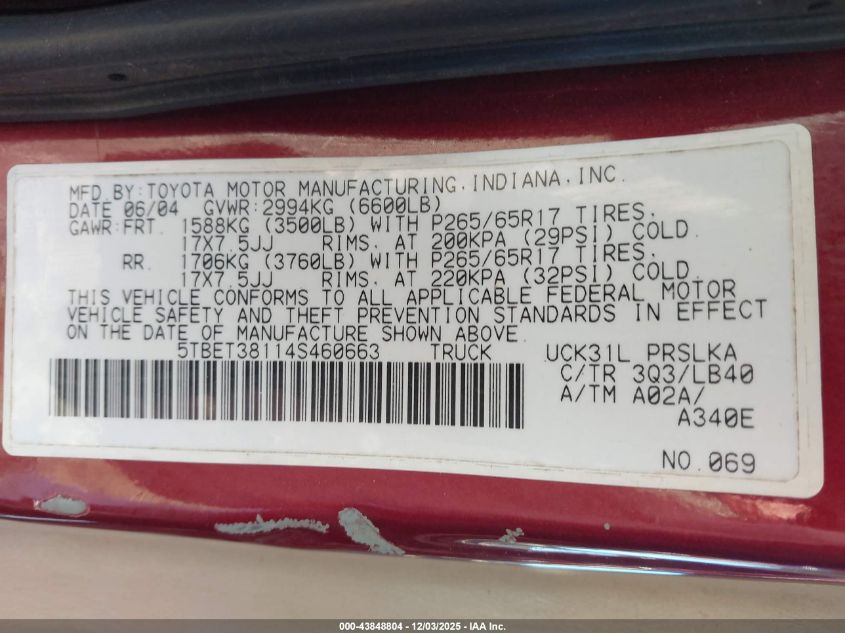 MFD. BY: TOYOTA MOTOR MANUFACTURING, INDIANA, INC.
DATE 06/04 GVWR: 2994KG (6600LB)
GAWR: FRT. 1588KG (3500LB) WITH P265/65R17 TIRES,
17X7.5JJ RIMS, AT 200KPA (29PSI) COLD.
RR. 1706KG (3760LB) WITH P265/65R17 TIRES,
17X7.5JJ RIMS, AT 220KPA (32PSI) COLD.
THIS VEHICLE CONFORMS TO ALL APPLICABLE FEDERAL MOTOR
VEHICLE SAFETY AND THEFT PREVENTION STANDARDS IN EFFECT
ON THE DATE OF MANUFACTURE SHOWN ABOVE.
5TBET38114S460663 TRUCK UCK31L PRSLKA
C/TR 3Q3/LB40
A/TM A02A/
A340E
NO.069
000-43848804 - 12/03/2025 - IAA Inc.